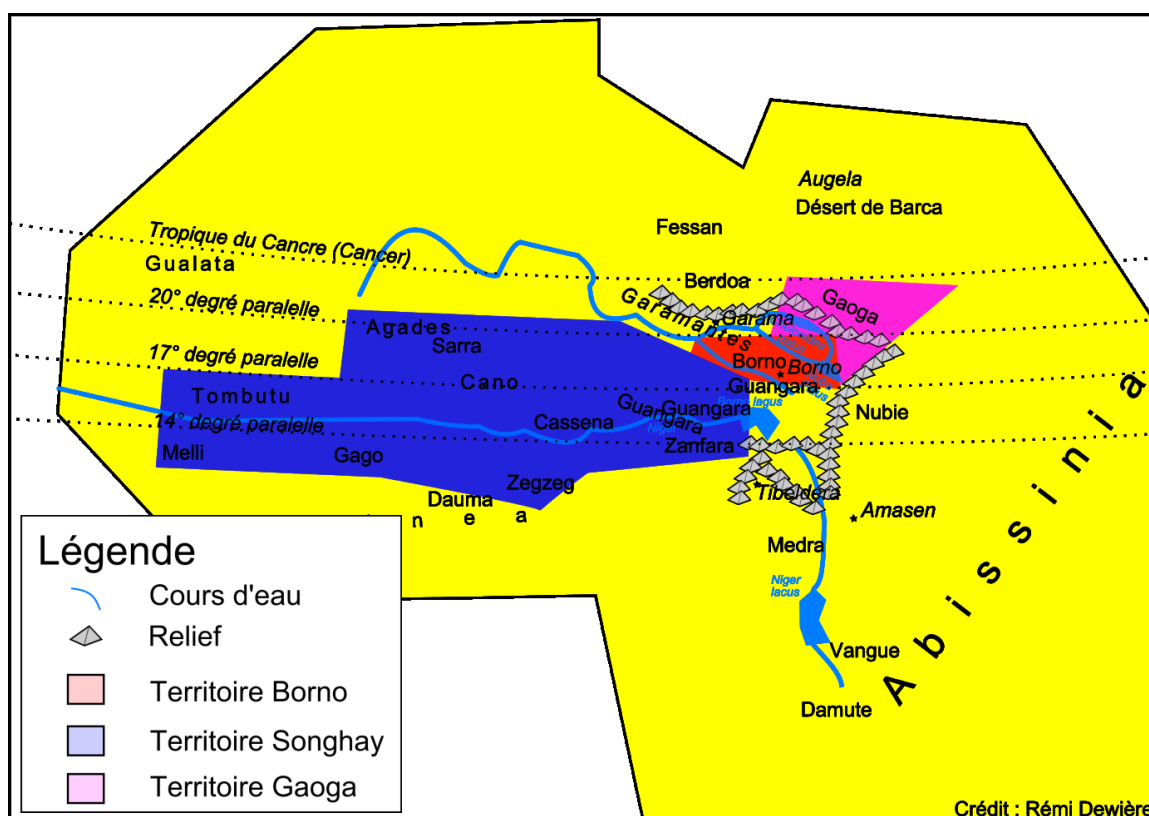 Augela
Désert de Barca
Fessan
Tropique du Cancre (Cancer)
Gualata
Berdoa
20° degré paralelle
Gaoga
Garamantes
Garama
Agades
Sarra
17° degré paralelle
Borno
Borno
Cano
Guangara
Tombutu
Borno lagus
Guangara
Guangara
Nubie
14° degré paralelle
Cassena
Niger
Melli
Gago
Zanfara
Zegzeg
Tibeldera
Dauma
Amasen
n e a
Medra
Niger
lacus
Vangue
Damute
Abissinia
Légende
Cours d'eau
Relief
Territoire Borno
Territoire Songhay
Territoire Gaoga
Crédit : Rémi Dewière